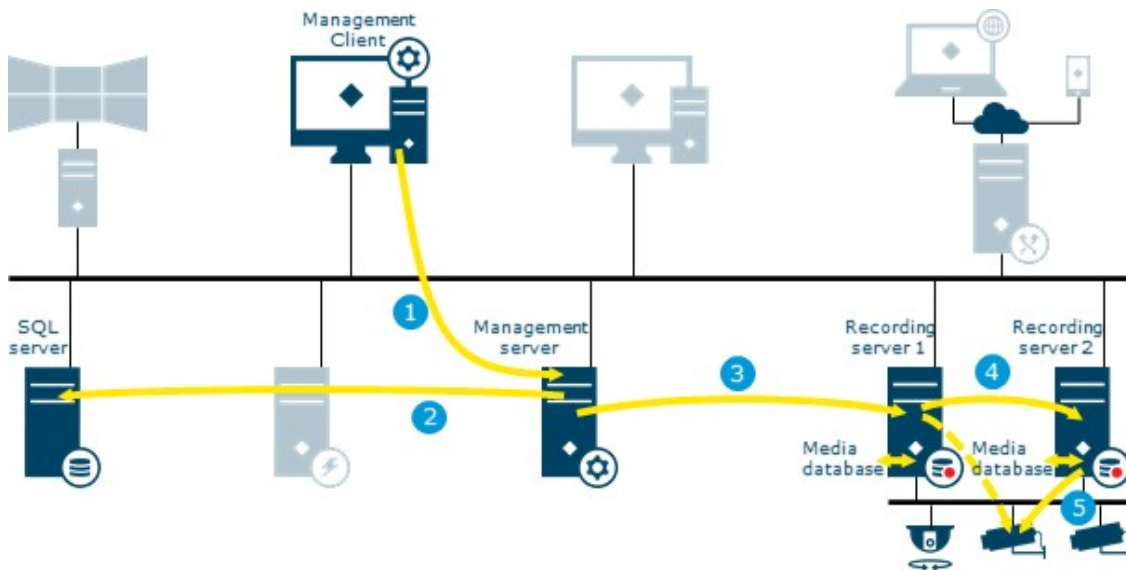 Management
Client
1
SQL
server
Management
server
Recording
server 1
Recording
server 2
2
3
4
Media
database
Media
database
5